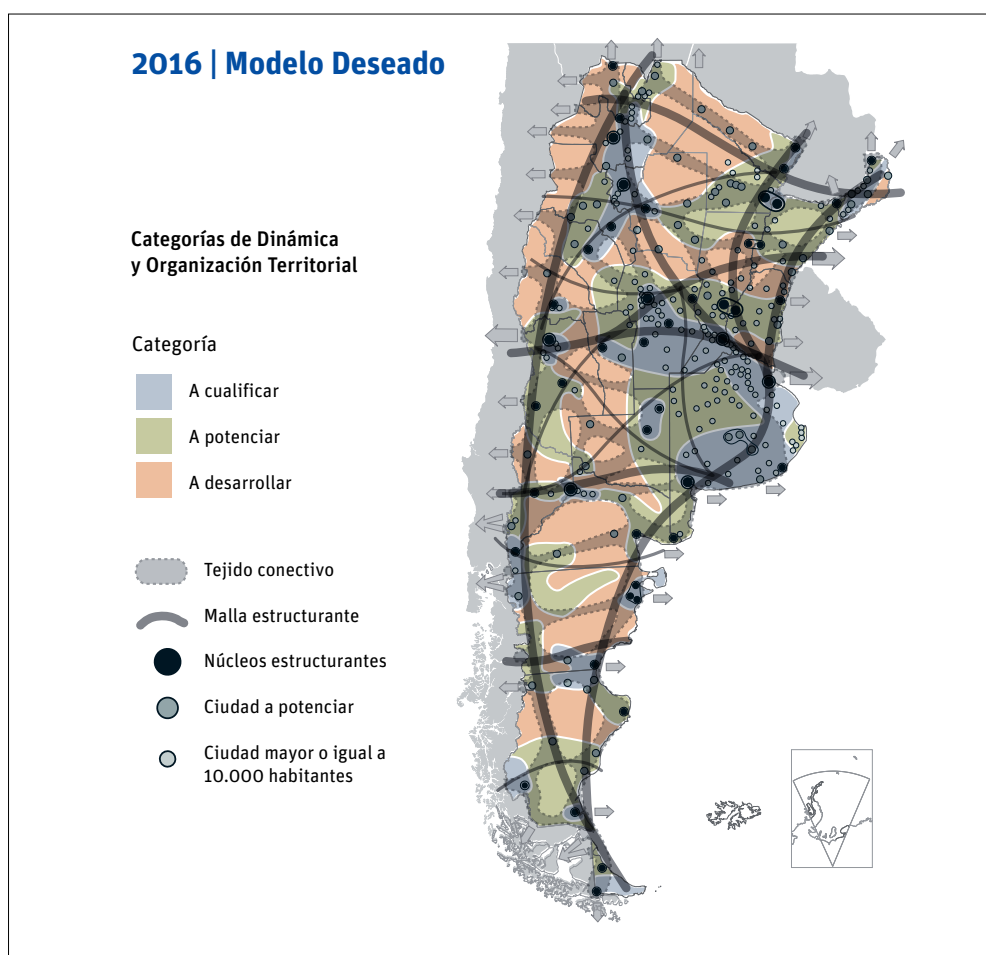 2016 | Modelo Deseado
Categorías de Dinámica
y Organización Territorial
Categoría
A cualificar
A potenciar
A desarrollar
Tejido conectivo
Malla estructurante
Núcleos estructurantes
Ciudad a potenciar
Ciudad mayor o igual a
10.000 habitantes